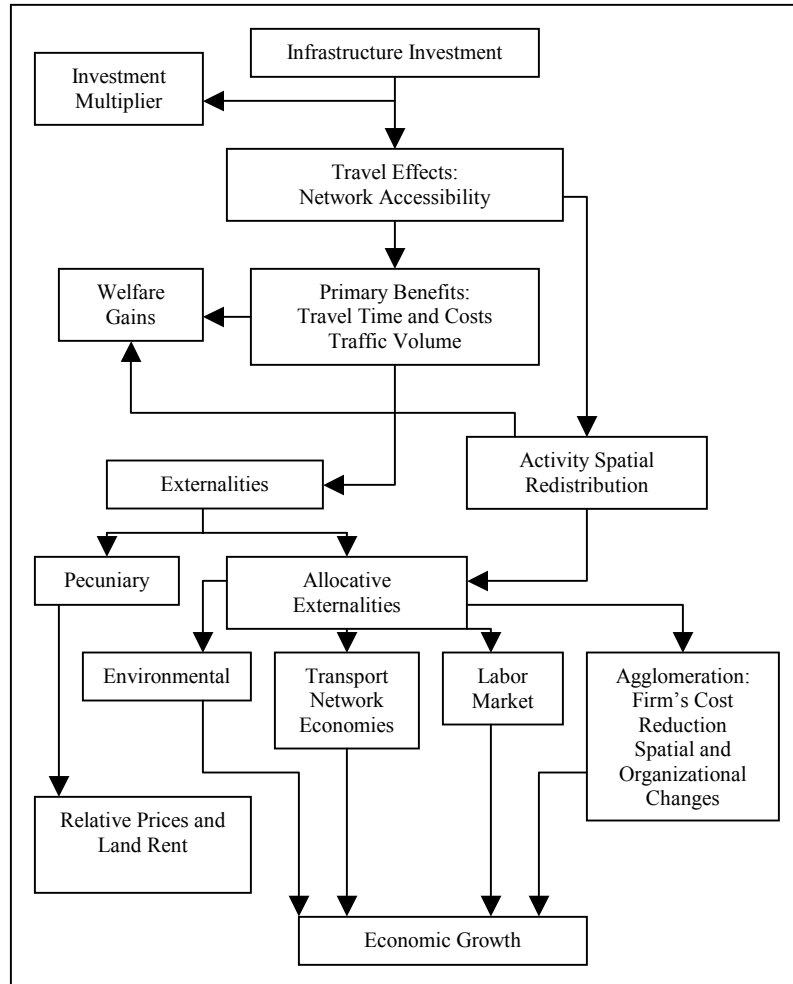 Infrastructure Investment
Investment
Multiplier
Travel Effects:
Network Accessibility
Welfare
Gains
Primary Benefits:
Travel Time and Costs
Traffic Volume
Activity Spatial
Redistribution
Externalities
Pecuniary
Allocative
Externalities
Environmental
Transport
Network
Economies
Labor
Market
Agglomeration:
Firm’s Cost
Reduction
Spatial and
Organizational
Changes
Relative Prices and
Land Rent
Economic Growth